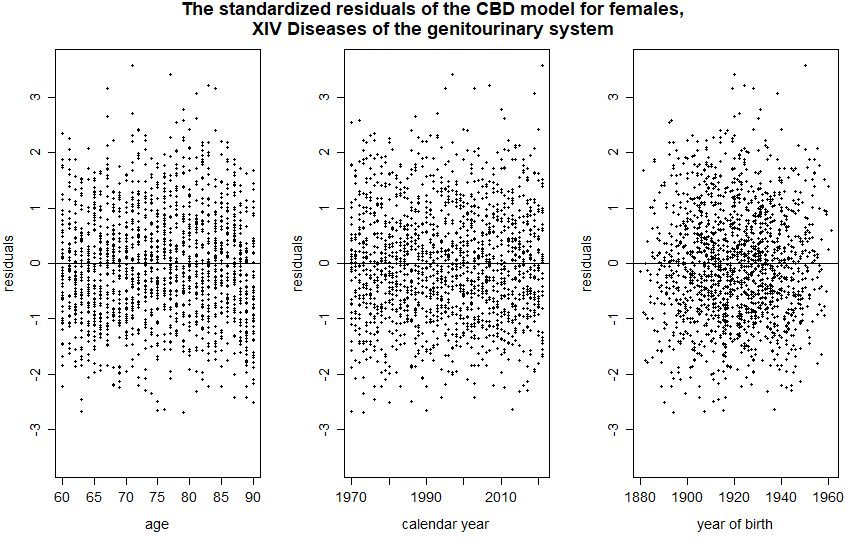 The standardized residuals of the CBD model for females,
XIV Diseases of the genitourinary system
residuals
3
2
1
0
-1
-2
-3
60 65 70 75 80 85 90
age
residuals
3
2
1
0
-1
-2
-3
1970 1990 2010
calendar year
residuals
3
2
1
0
-1
-2
-3
1880 1900 1920 1940 1960
year of birth